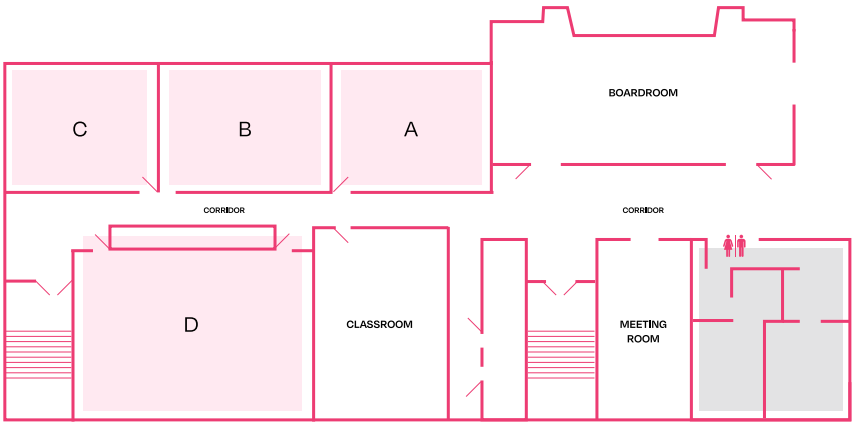 BOARDROOM
C
B
A
CORRIDOR
CORRIDOR
D
CLASSROOM
MEETING
ROOM